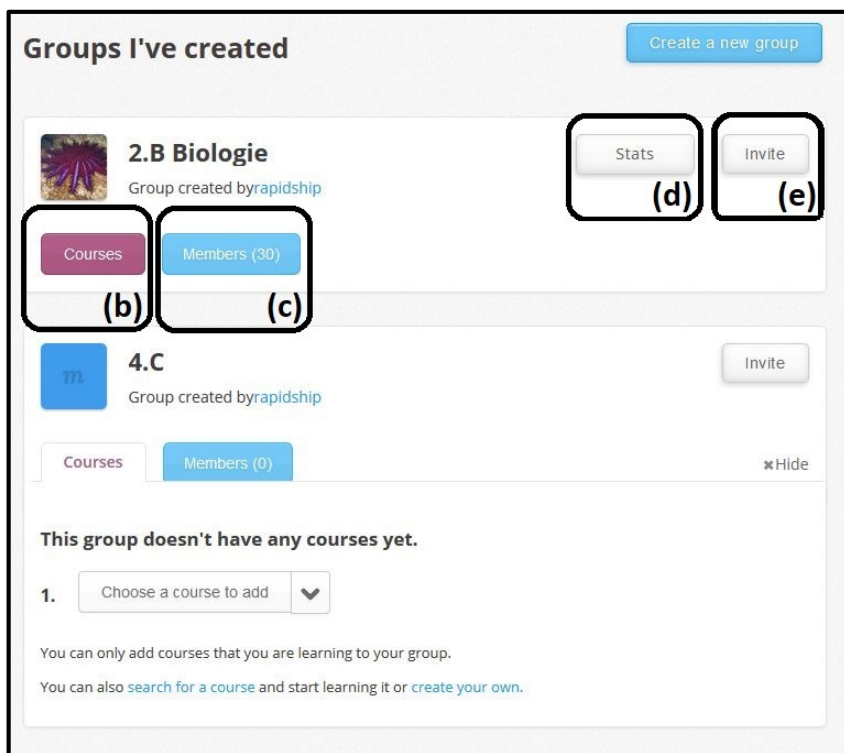 Groups I've created
Create a new group
2.B Biologie
Group created byrapidship
Stats
(d)
Invite
(e)
Courses
(b)
Members (30)
(c)
m
4.C
Group created byrapidship
Invite
Courses
Members (0)
✖Hide
This group doesn't have any courses yet.
1.
Choose a course to add
You can only add courses that you are learning to your group.
You can also search for a course and start learning it or create your own.